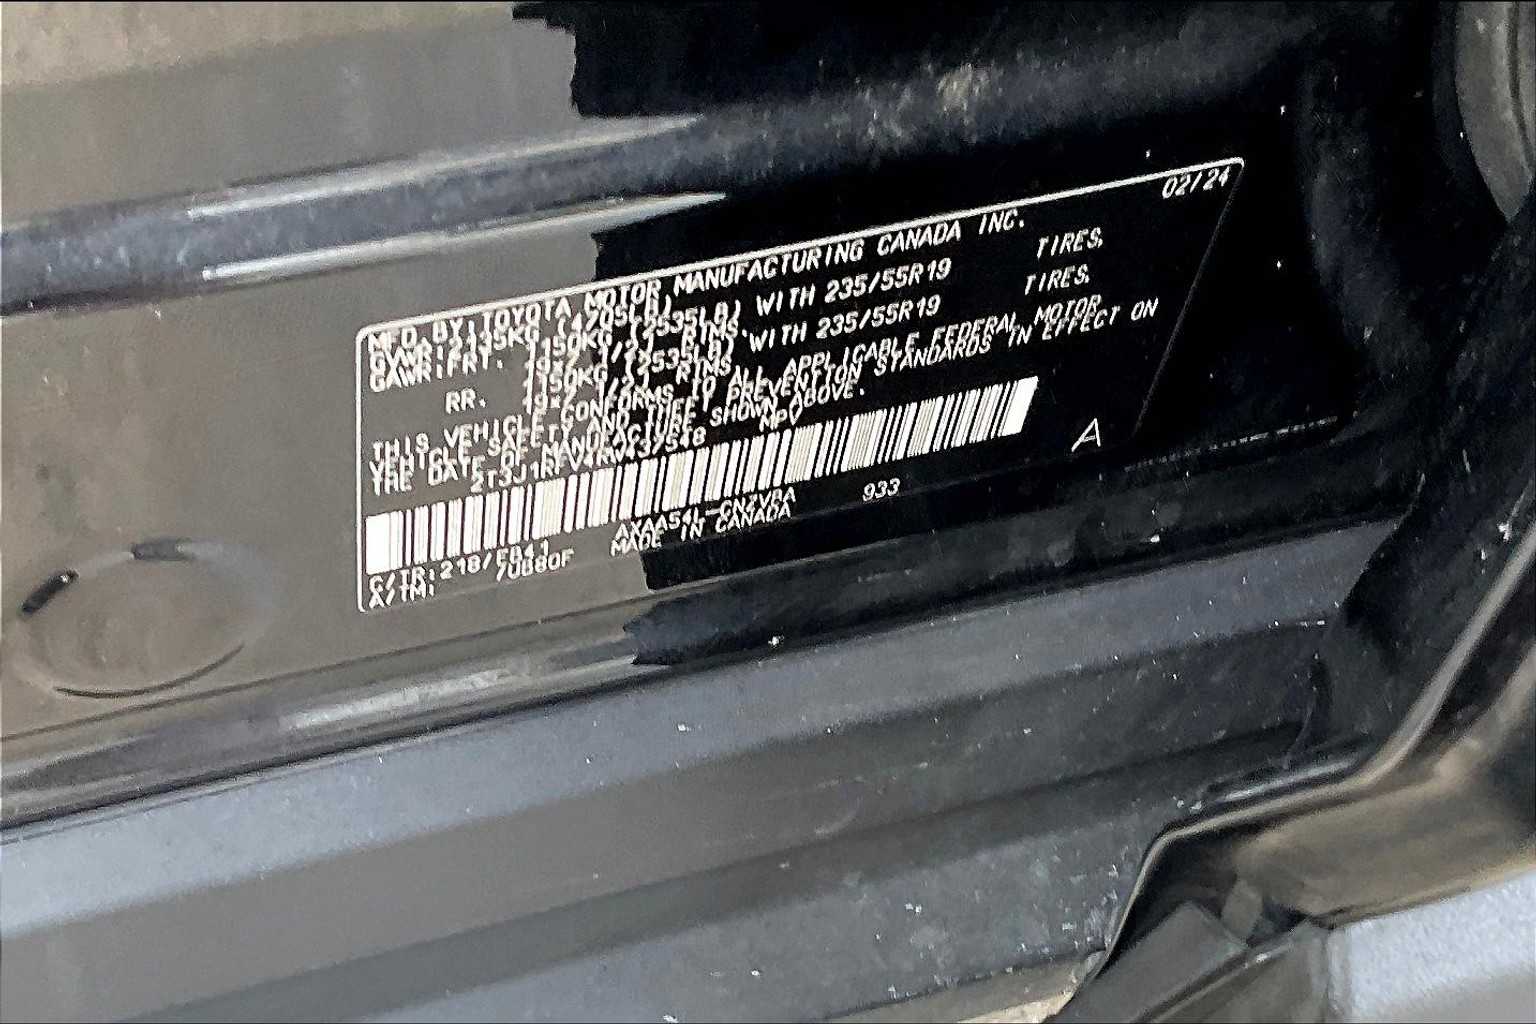 02/24
MFD. BY: TOYOTA MOTOR MANUFACTURING CANADA INC.
GVWR: 2135KG (4705LB)
GAWR: FRT. 1150KG (2535LB) WITH 235/55R19 TIRES,
19x7 1/2J RIMS.
RR. 1150KG (2535LB) WITH 235/55R19 TIRES,
19x7 1/2J RIMS.
THIS VEHICLE CONFORMS TO ALL APPLICABLE FEDERAL MOTOR
VEHICLE SAFETY AND THEFT PREVENTION STANDARDS IN EFFECT ON
THE DATE OF MANUFACTURE SHOWN ABOVE.
2T3J1RFV4RW437548 MPV
A
C/TR: 218/EB41 AXAA54L-CNZVBA 933
A/TM: /UB80F MADE IN CANADA